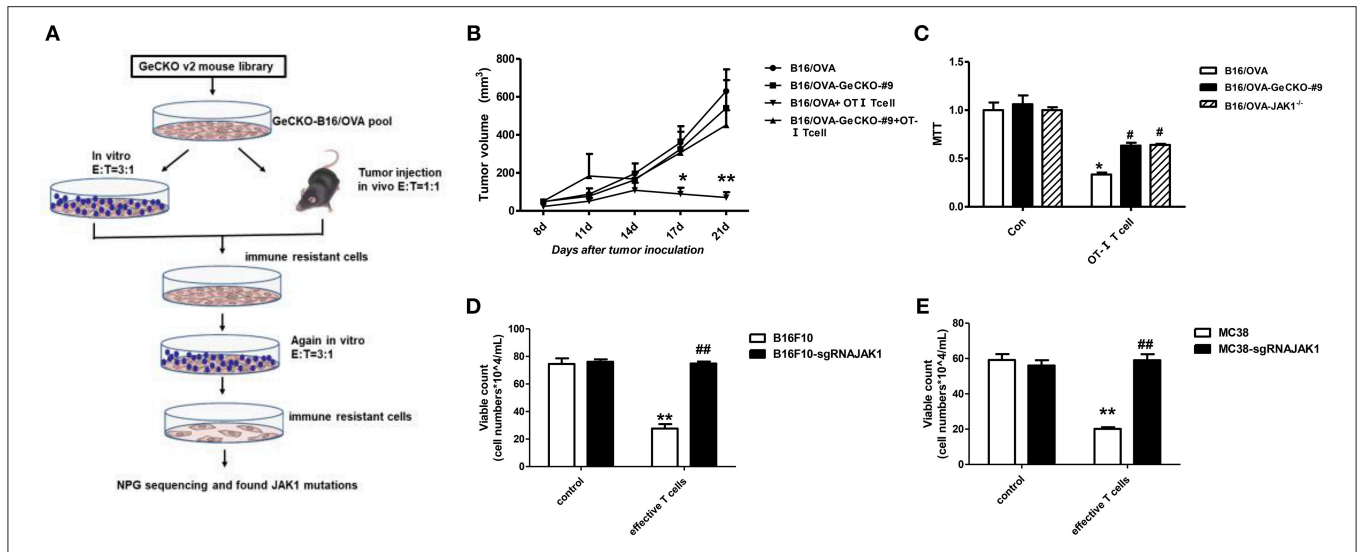 A
GeCKO v2 mouse library
GeCKO-B16/OVA pool
In vitro
E:T=3:1
Tumor injection
in vivo E:T=1:1
immune resistant cells
Again in vitro
E:T=3:1
immune resistant cells
NPG sequencing and found JAK1 mutations
B
Tumor volume (mm³)
800
600
400
200
0
8d
11d
14d
17d
21d
Days after tumor inoculation
*
**
B16/OVA
B16/OVA-GeCKO-#9
B16/OVA+ OT I Tcell
B16/OVA-GeCKO-#9+OT-
I Tcell
C
MTT
1.5
1.0
0.5
0.0
Con
OT-I T cell
*
#
#
B16/OVA
B16/OVA-GeCKO-#9
B16/OVA-JAK1⁻/⁻
D
Viable count
(cell numbers*10^4/mL)
100
80
60
40
20
0
control
effective T cells
**
##
B16F10
B16F10-sgRNAJAK1
E
Viable count
(cell numbers*10^4/mL)
80
60
40
20
0
control
effective T cells
**
##
MC38
MC38-sgRNAJAK1